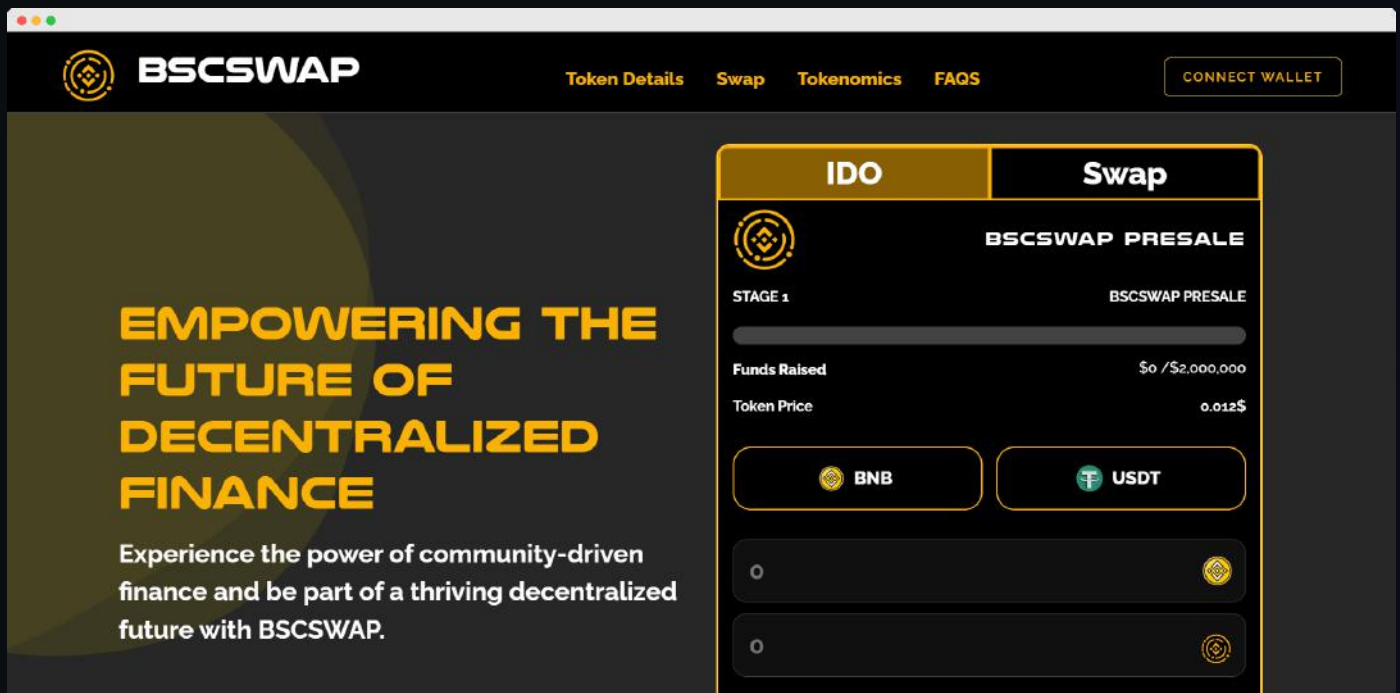 BSCSWAP
Token Details Swap Tokenomics FAQS
CONNECT WALLET
EMPOWERING THE
FUTURE OF
DECENTRALIZED
FINANCE
Experience the power of community-driven
finance and be part of a thriving decentralized
future with BSCSWAP.
IDO Swap
BSCSWAP PRESALE
STAGE 1 BSCSWAP PRESALE
Funds Raised $0 /$2,000,000
Token Price 0.012$
BNB USDT
0
0